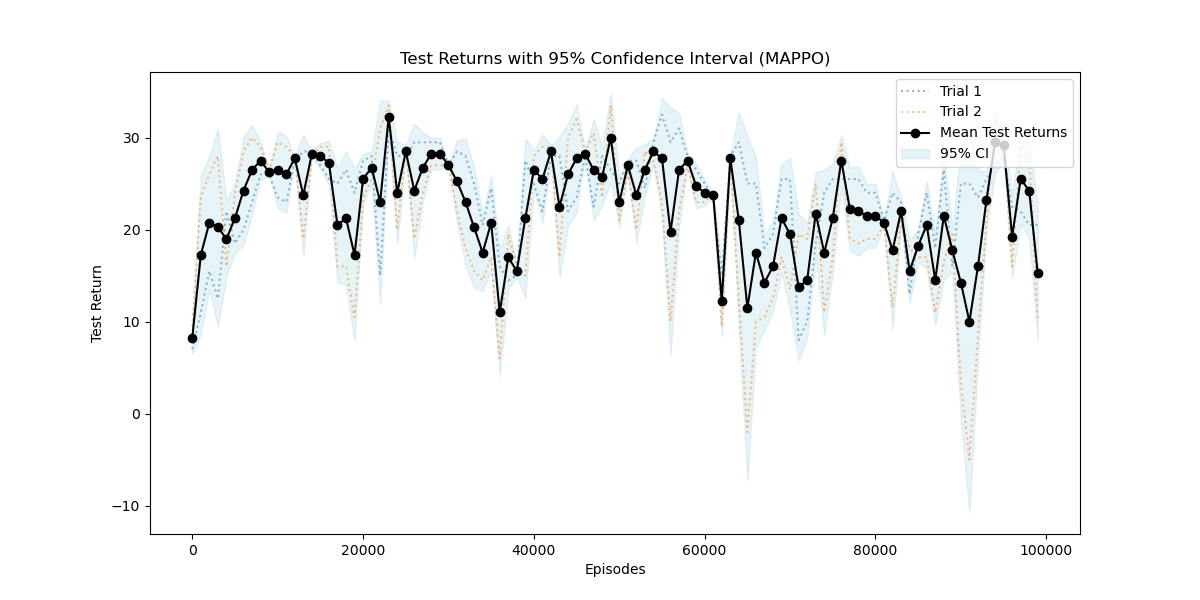 Test Returns with 95% Confidence Interval (MAPPO)
Trial 1
Trial 2
Mean Test Returns
95% CI
Test Return
30
20
10
0
−10
0 20000 40000 60000 80000 100000
Episodes